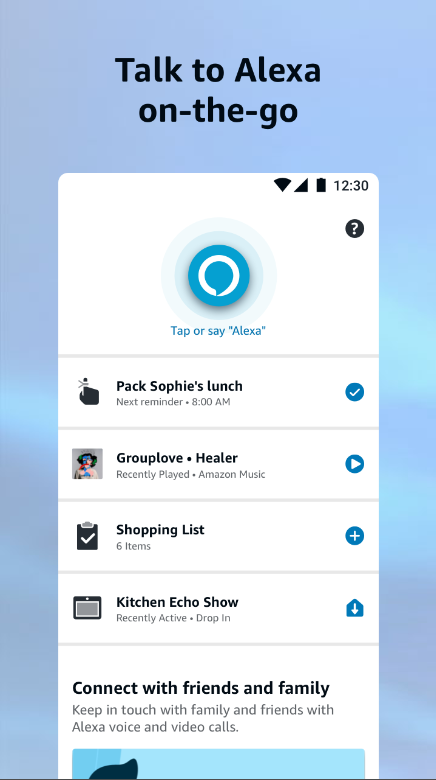 Talk to Alexa
on-the-go
12:30
?
Tap or say "Alexa"
Pack Sophie's lunch
Next reminder • 8:00 AM
Grouplove • Healer
Recently Played • Amazon Music
Shopping List
6 Items
Kitchen Echo Show
Recently Active • Drop In
Connect with friends and family
Keep in touch with family and friends with
Alexa voice and video calls.